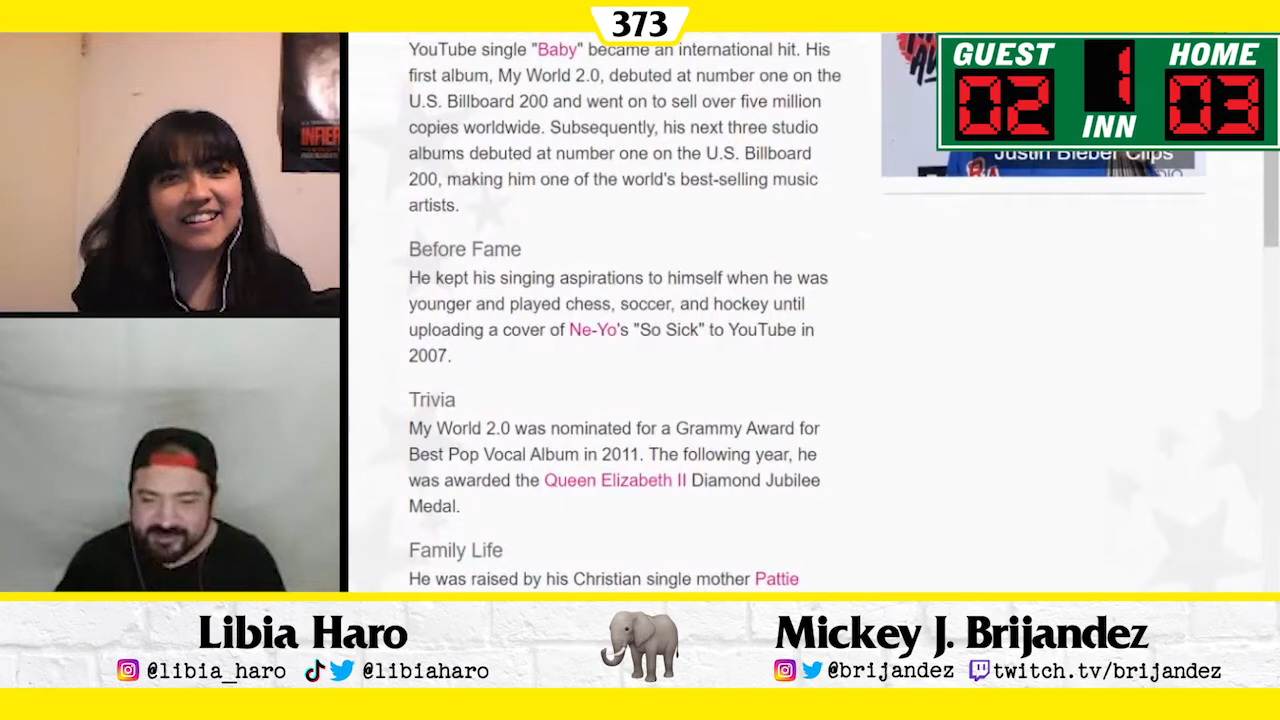 373
YouTube single "Baby" became an international hit. His
first album, My World 2.0, debuted at number one on the
U.S. Billboard 200 and went on to sell over five million
copies worldwide. Subsequently, his next three studio
albums debuted at number one on the U.S. Billboard
200, making him one of the world's best-selling music
artists.
Before Fame
He kept his singing aspirations to himself when he was
younger and played chess, soccer, and hockey until
uploading a cover of Ne-Yo's "So Sick" to YouTube in
2007.
Trivia
My World 2.0 was nominated for a Grammy Award for
Best Pop Vocal Album in 2011. The following year, he
was awarded the Queen Elizabeth II Diamond Jubilee
Medal.
Family Life
He was raised by his Christian single mother Pattie
GUEST 1 HOME
02 INN 03
Justin Bieber Clips
Libia Haro
@libia_haro @libiaharo
Mickey J. Brijandez
@brijandez twitch.tv/brijandez